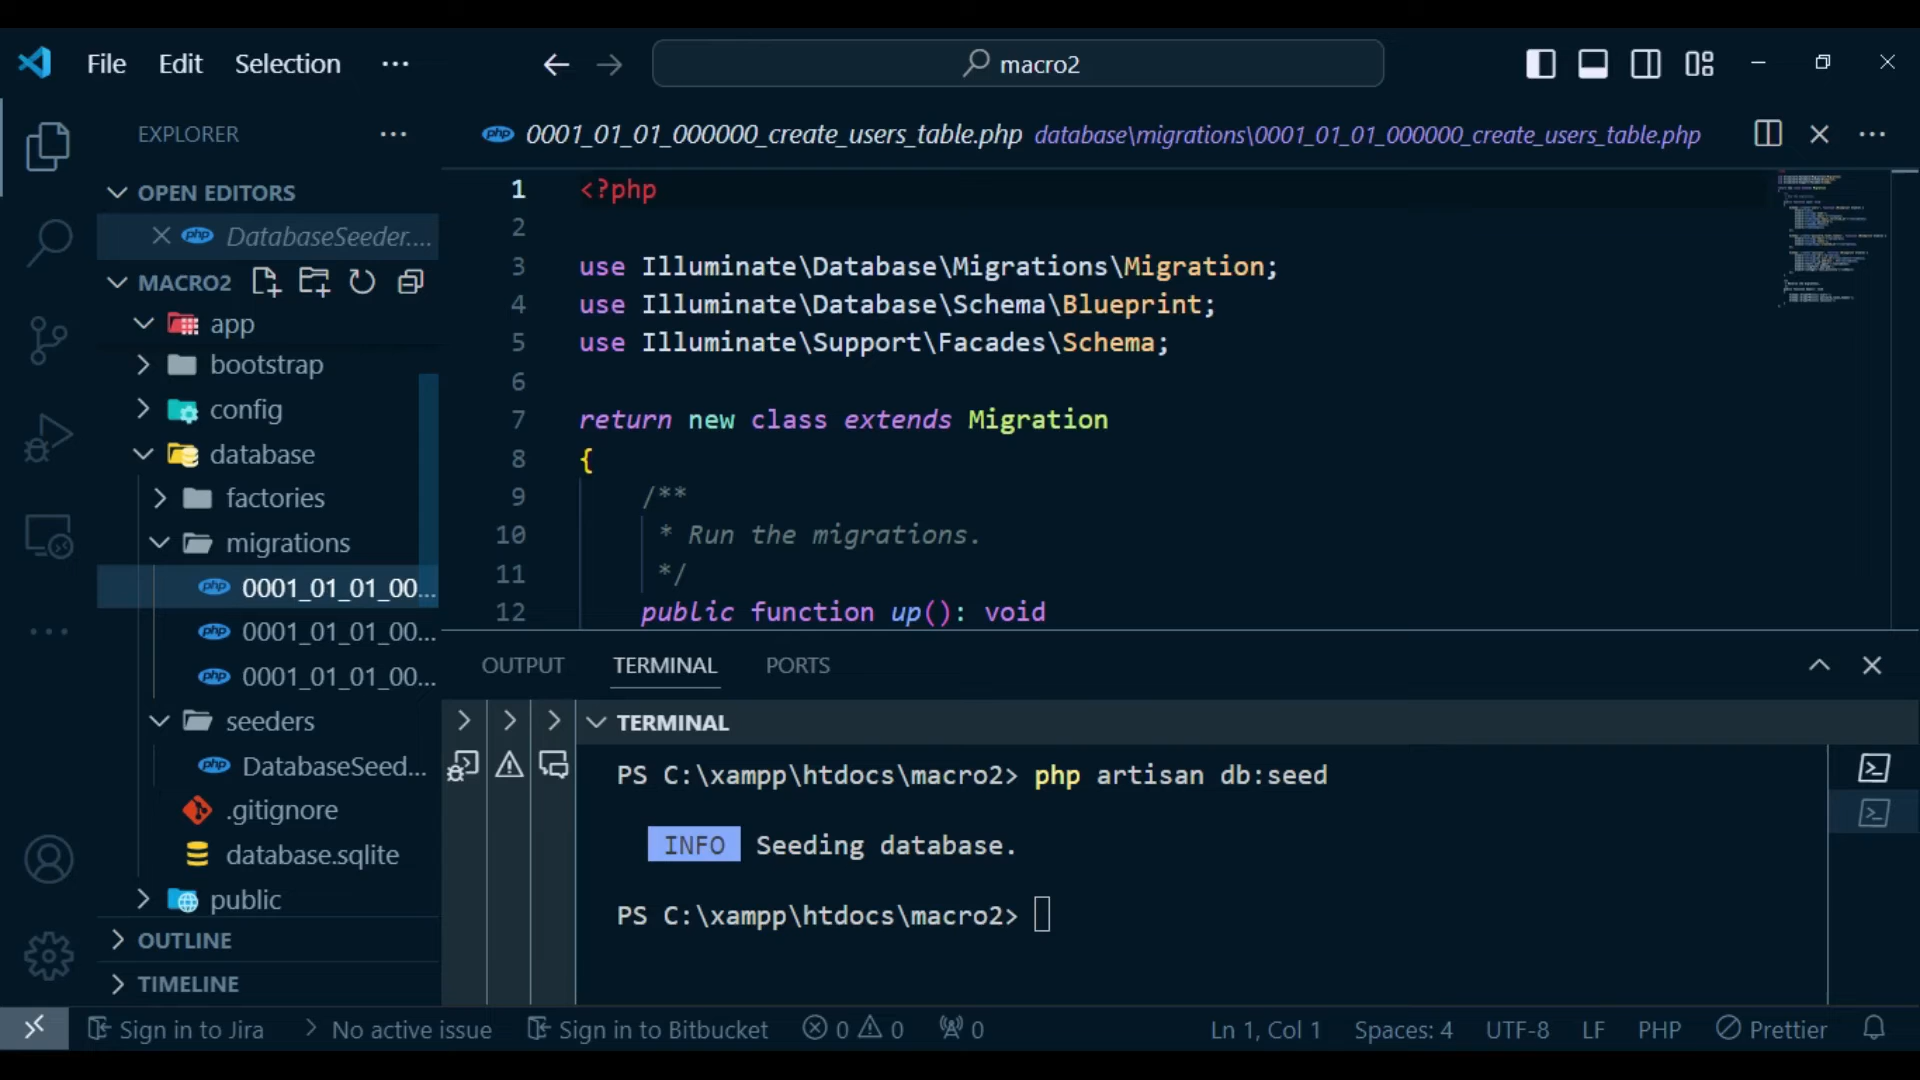 File Edit Selection ...
macro2
EXPLORER ...
OPEN EDITORS
DatabaseSeeder....
MACRO2
app
bootstrap
config
database
factories
migrations
0001_01_01_00...
0001_01_01_00...
0001_01_01_00...
seeders
DatabaseSeed...
.gitignore
database.sqlite
public
OUTLINE
TIMELINE
php 0001_01_01_000000_create_users_table.php database\migrations\0001_01_01_000000_create_users_table.php
1 <?php
2
3 use Illuminate\Database\Migrations\Migration;
4 use Illuminate\Database\Schema\Blueprint;
5 use Illuminate\Support\Facades\Schema;
6
7 return new class extends Migration
8 {
9 /**
10 * Run the migrations.
11 */
12 public function up(): void
OUTPUT TERMINAL PORTS
TERMINAL
PS C:\xampp\htdocs\macro2> php artisan db:seed
INFO Seeding database.
PS C:\xampp\htdocs\macro2>
Sign in to Jira No active issue Sign in to Bitbucket 0 0 0 Ln 1, Col 1 Spaces: 4 UTF-8 LF PHP Prettier